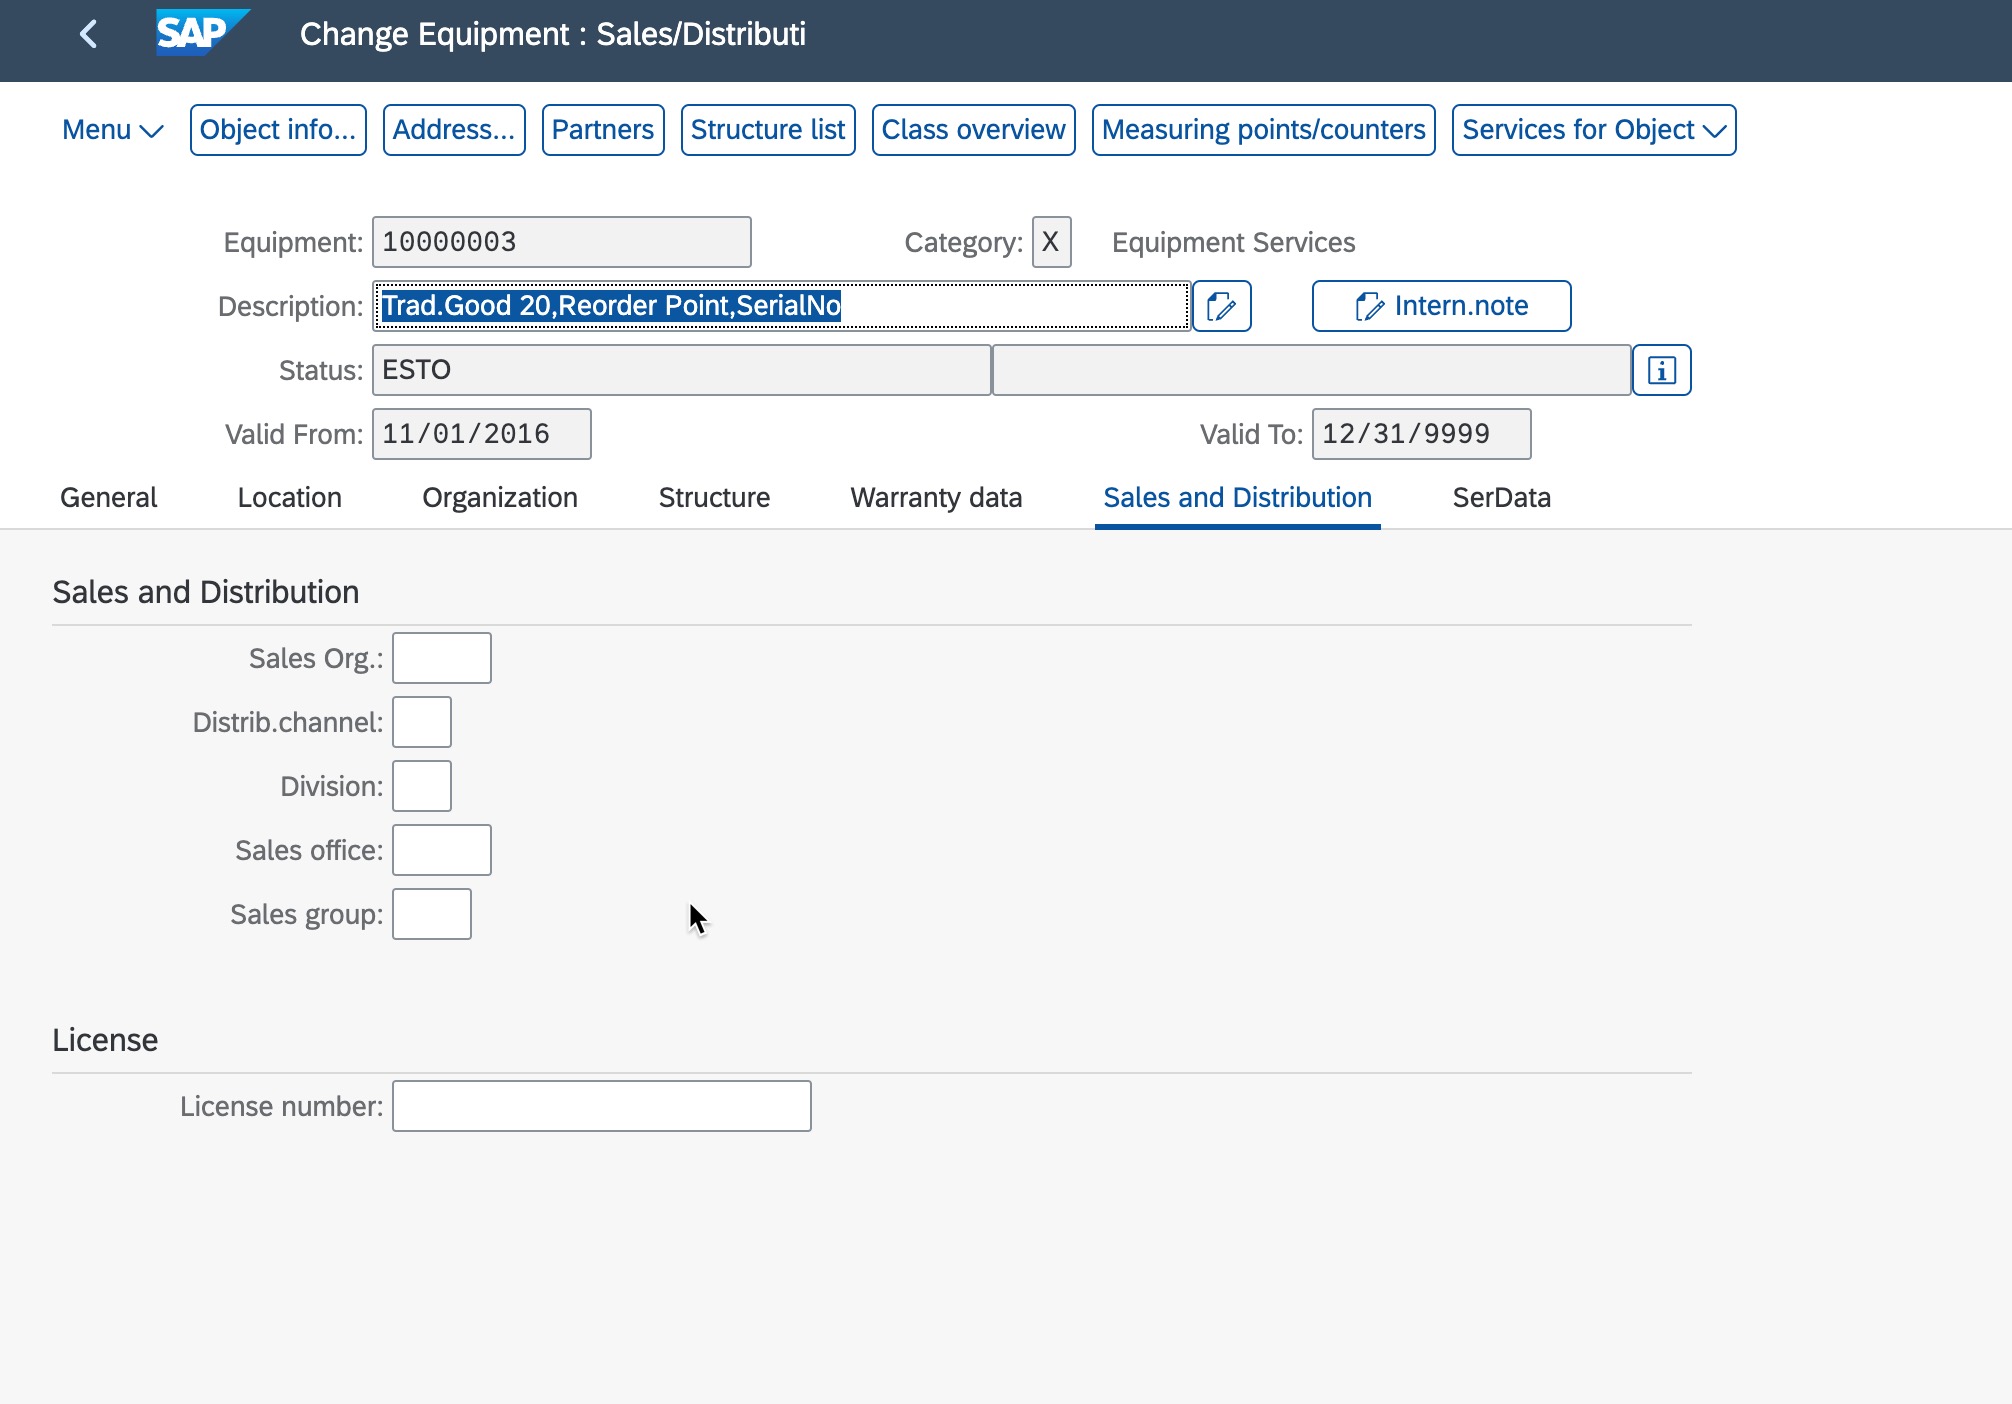 SAP Change Equipment : Sales/Distributi
Menu Object info... Address... Partners Structure list Class overview Measuring points/counters Services for Object
Equipment: 10000003 Category: X Equipment Services
Description: Trad.Good 20,Reorder Point,SerialNo Intern.note
Status: ESTO
Valid From: 11/01/2016 Valid To: 12/31/9999
General Location Organization Structure Warranty data Sales and Distribution SerData
Sales and Distribution
Sales Org.:
Distrib.channel:
Division:
Sales office:
Sales group:
License
License number: